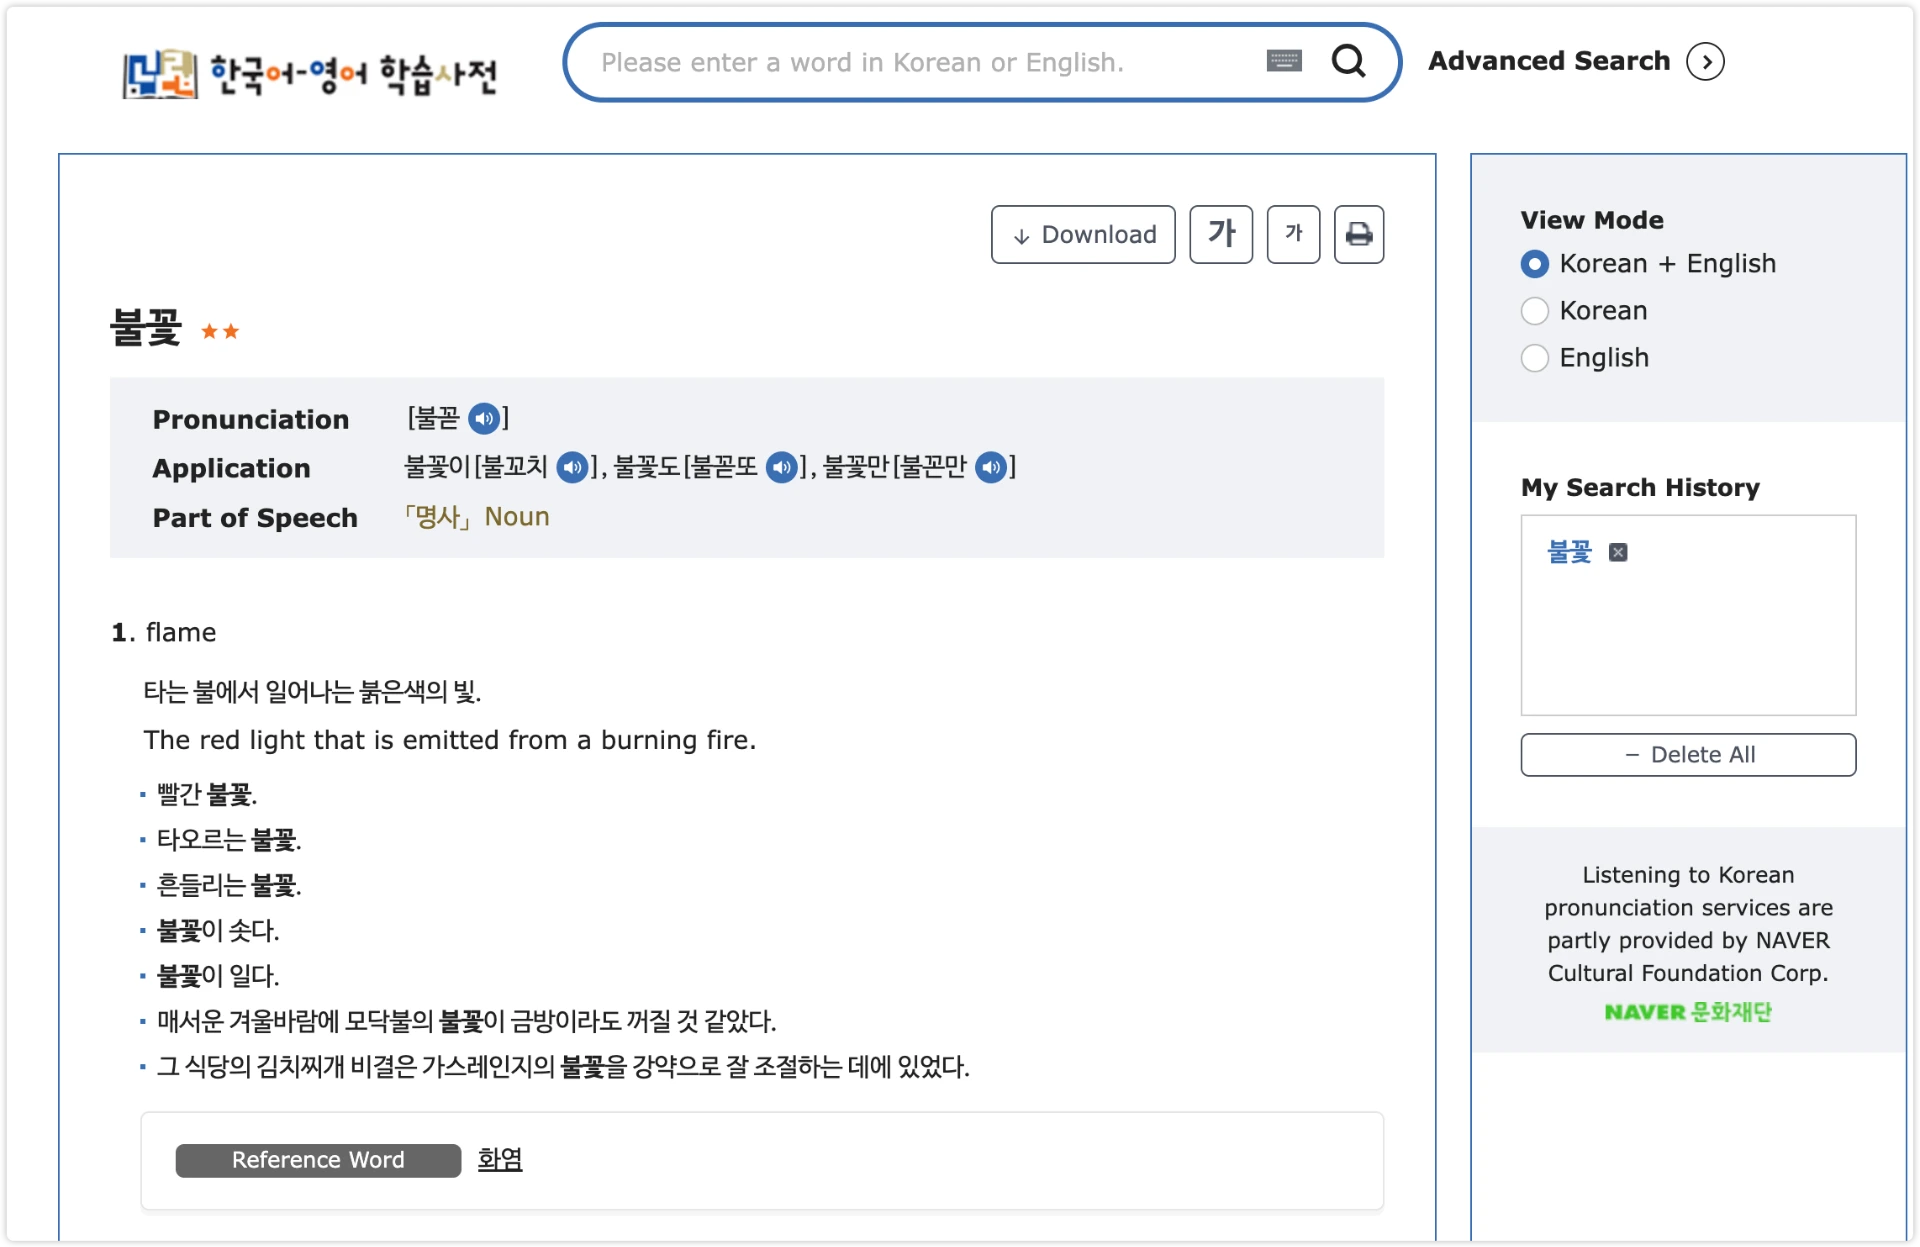 한국어-영어 학습사전
Please enter a word in Korean or English.
Advanced Search
Download 가 가
불꽃 ★★
Pronunciation [불꼳]
Application 불꽃이[불꼬치], 불꽃도[불꼳또], 불꽃만[불꼰만]
Part of Speech 「명사」 Noun
1. flame
타는 불에서 일어나는 붉은색의 빛.
The red light that is emitted from a burning fire.
빨간 불꽃.
타오르는 불꽃.
흔들리는 불꽃.
불꽃이 솟다.
불꽃이 일다.
매서운 겨울바람에 모닥불의 불꽃이 금방이라도 꺼질 것 같았다.
그 식당의 김치찌개 비결은 가스레인지의 불꽃을 강약으로 잘 조절하는 데에 있었다.
Reference Word 화염
View Mode
Korean + English
Korean
English
My Search History
불꽃
− Delete All
Listening to Korean
pronunciation services are
partly provided by NAVER
Cultural Foundation Corp.
NAVER 문화재단